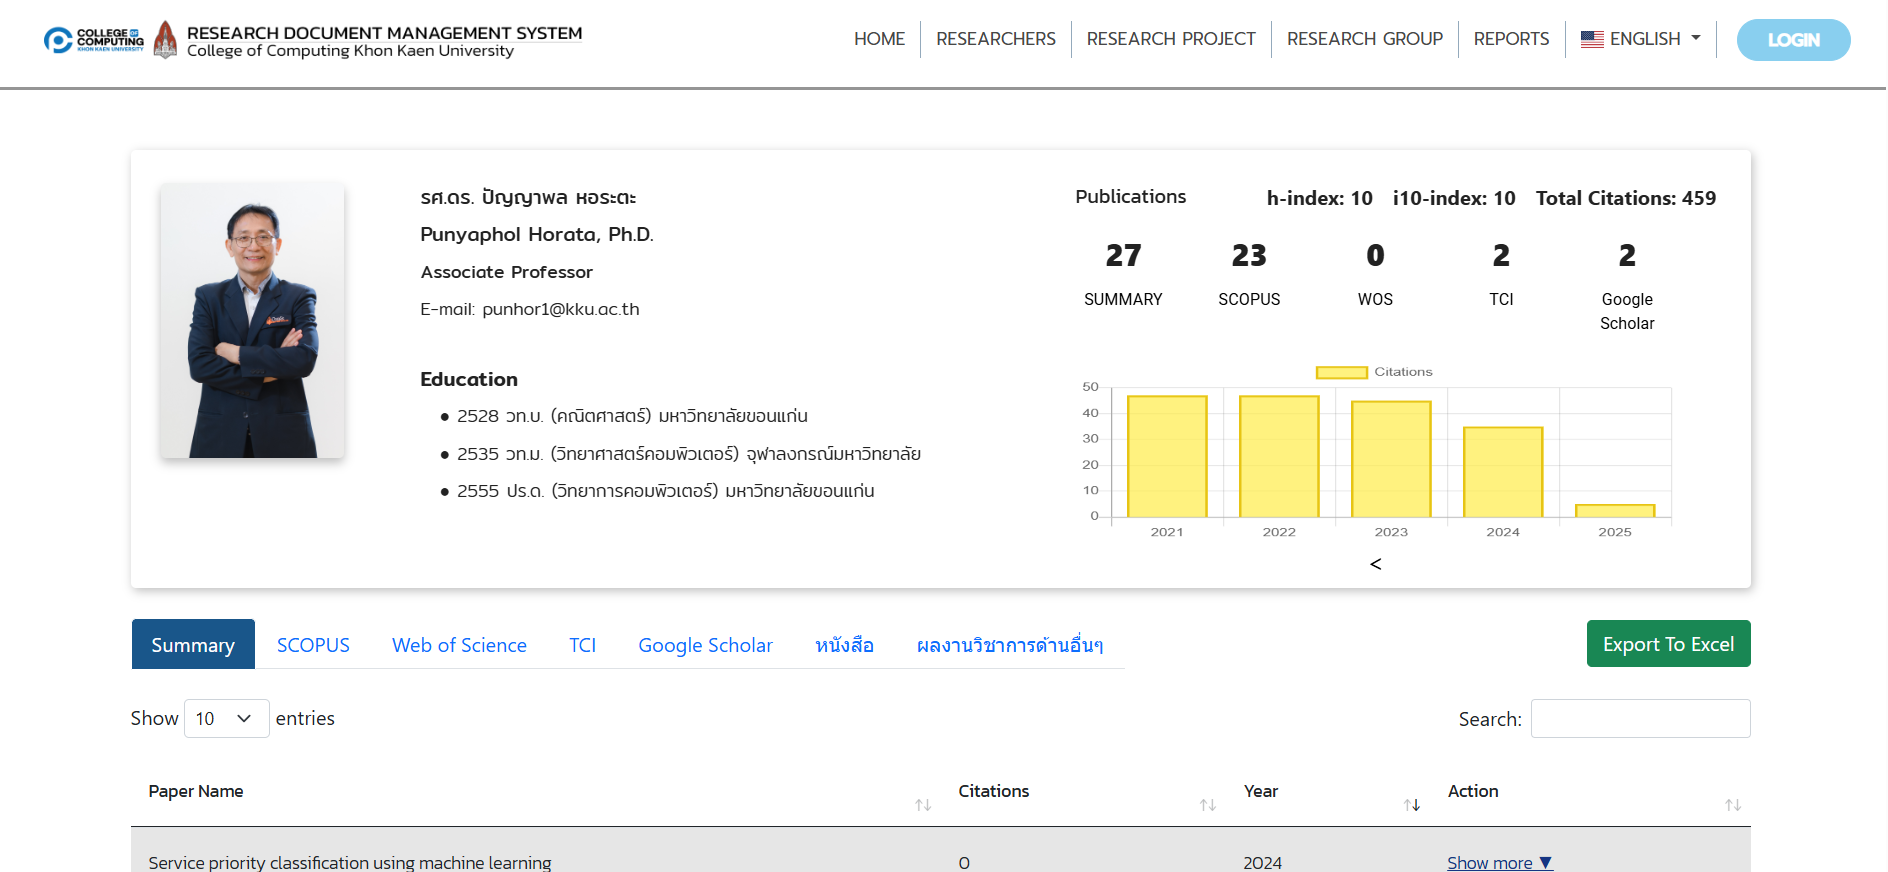 COLLEGE OF
COMPUTING
KHON KAEN UNIVERSITY
RESEARCH DOCUMENT MANAGEMENT SYSTEM
College of Computing Khon Kaen University
HOME
RESEARCHERS
RESEARCH PROJECT
RESEARCH GROUP
REPORTS
ENGLISH
LOGIN
รศ.ดร. ปัญญาพล หอระตะ
Punyaphol Horata, Ph.D.
Associate Professor
E-mail: punhor1@kku.ac.th
Education
• 2528 วท.บ. (คณิตศาสตร์) มหาวิทยาลัยขอนแก่น
• 2535 วท.ม. (วิทยาศาสตร์คอมพิวเตอร์) จุฬาลงกรณ์มหาวิทยาลัย
• 2555 ปร.ด. (วิทยาการคอมพิวเตอร์) มหาวิทยาลัยขอนแก่น
Publications
h-index: 10 i10-index: 10 Total Citations: 459
27 23 0 2 2
SUMMARY SCOPUS WOS TCI Google
Scholar
Citations
50
40
30
20
10
0
2021 2022 2023 2024 2025
<
Summary SCOPUS Web of Science TCI Google Scholar หนังสือ ผลงานวิชาการด้านอื่นๆ
Export To Excel
Show 10 entries
Search:
Paper Name Citations Year Action
Service priority classification using machine learning 0 2024 Show more ▼